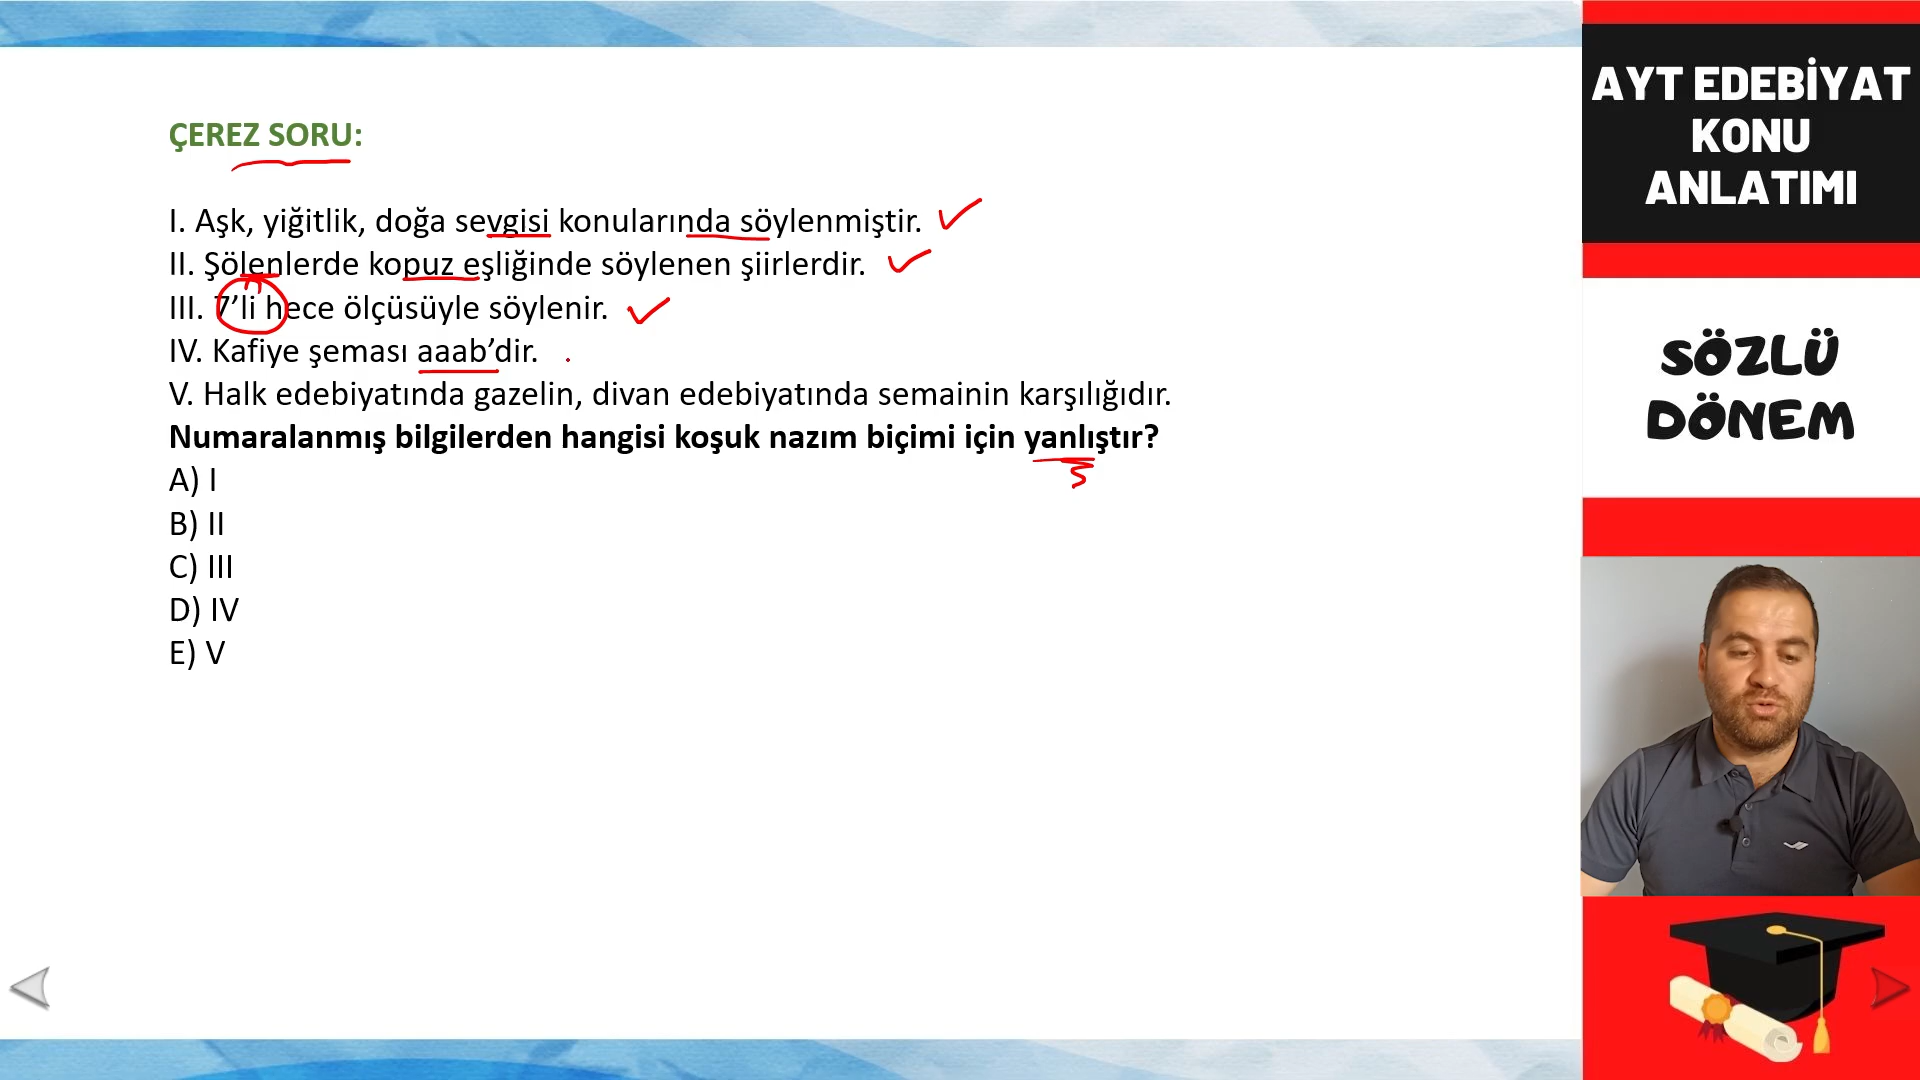 ÇEREZ SORU:
I. Aşk, yiğitlik, doğa sevgisi konularında söylenmiştir.
II. Şölenlerde kopuz eşliğinde söylenen şiirlerdir.
III. 7’li hece ölçüsüyle söylenir.
IV. Kafiye şeması aaab’dir.
V. Halk edebiyatında gazelin, divan edebiyatında semainin karşılığıdır.
Numaralanmış bilgilerden hangisi koşuk nazım biçimi için yanlıştır?
A) I
B) II
C) III
D) IV
E) V
AYT EDEBİYAT
KONU
ANLATIMI
SÖZLÜ
DÖNEM